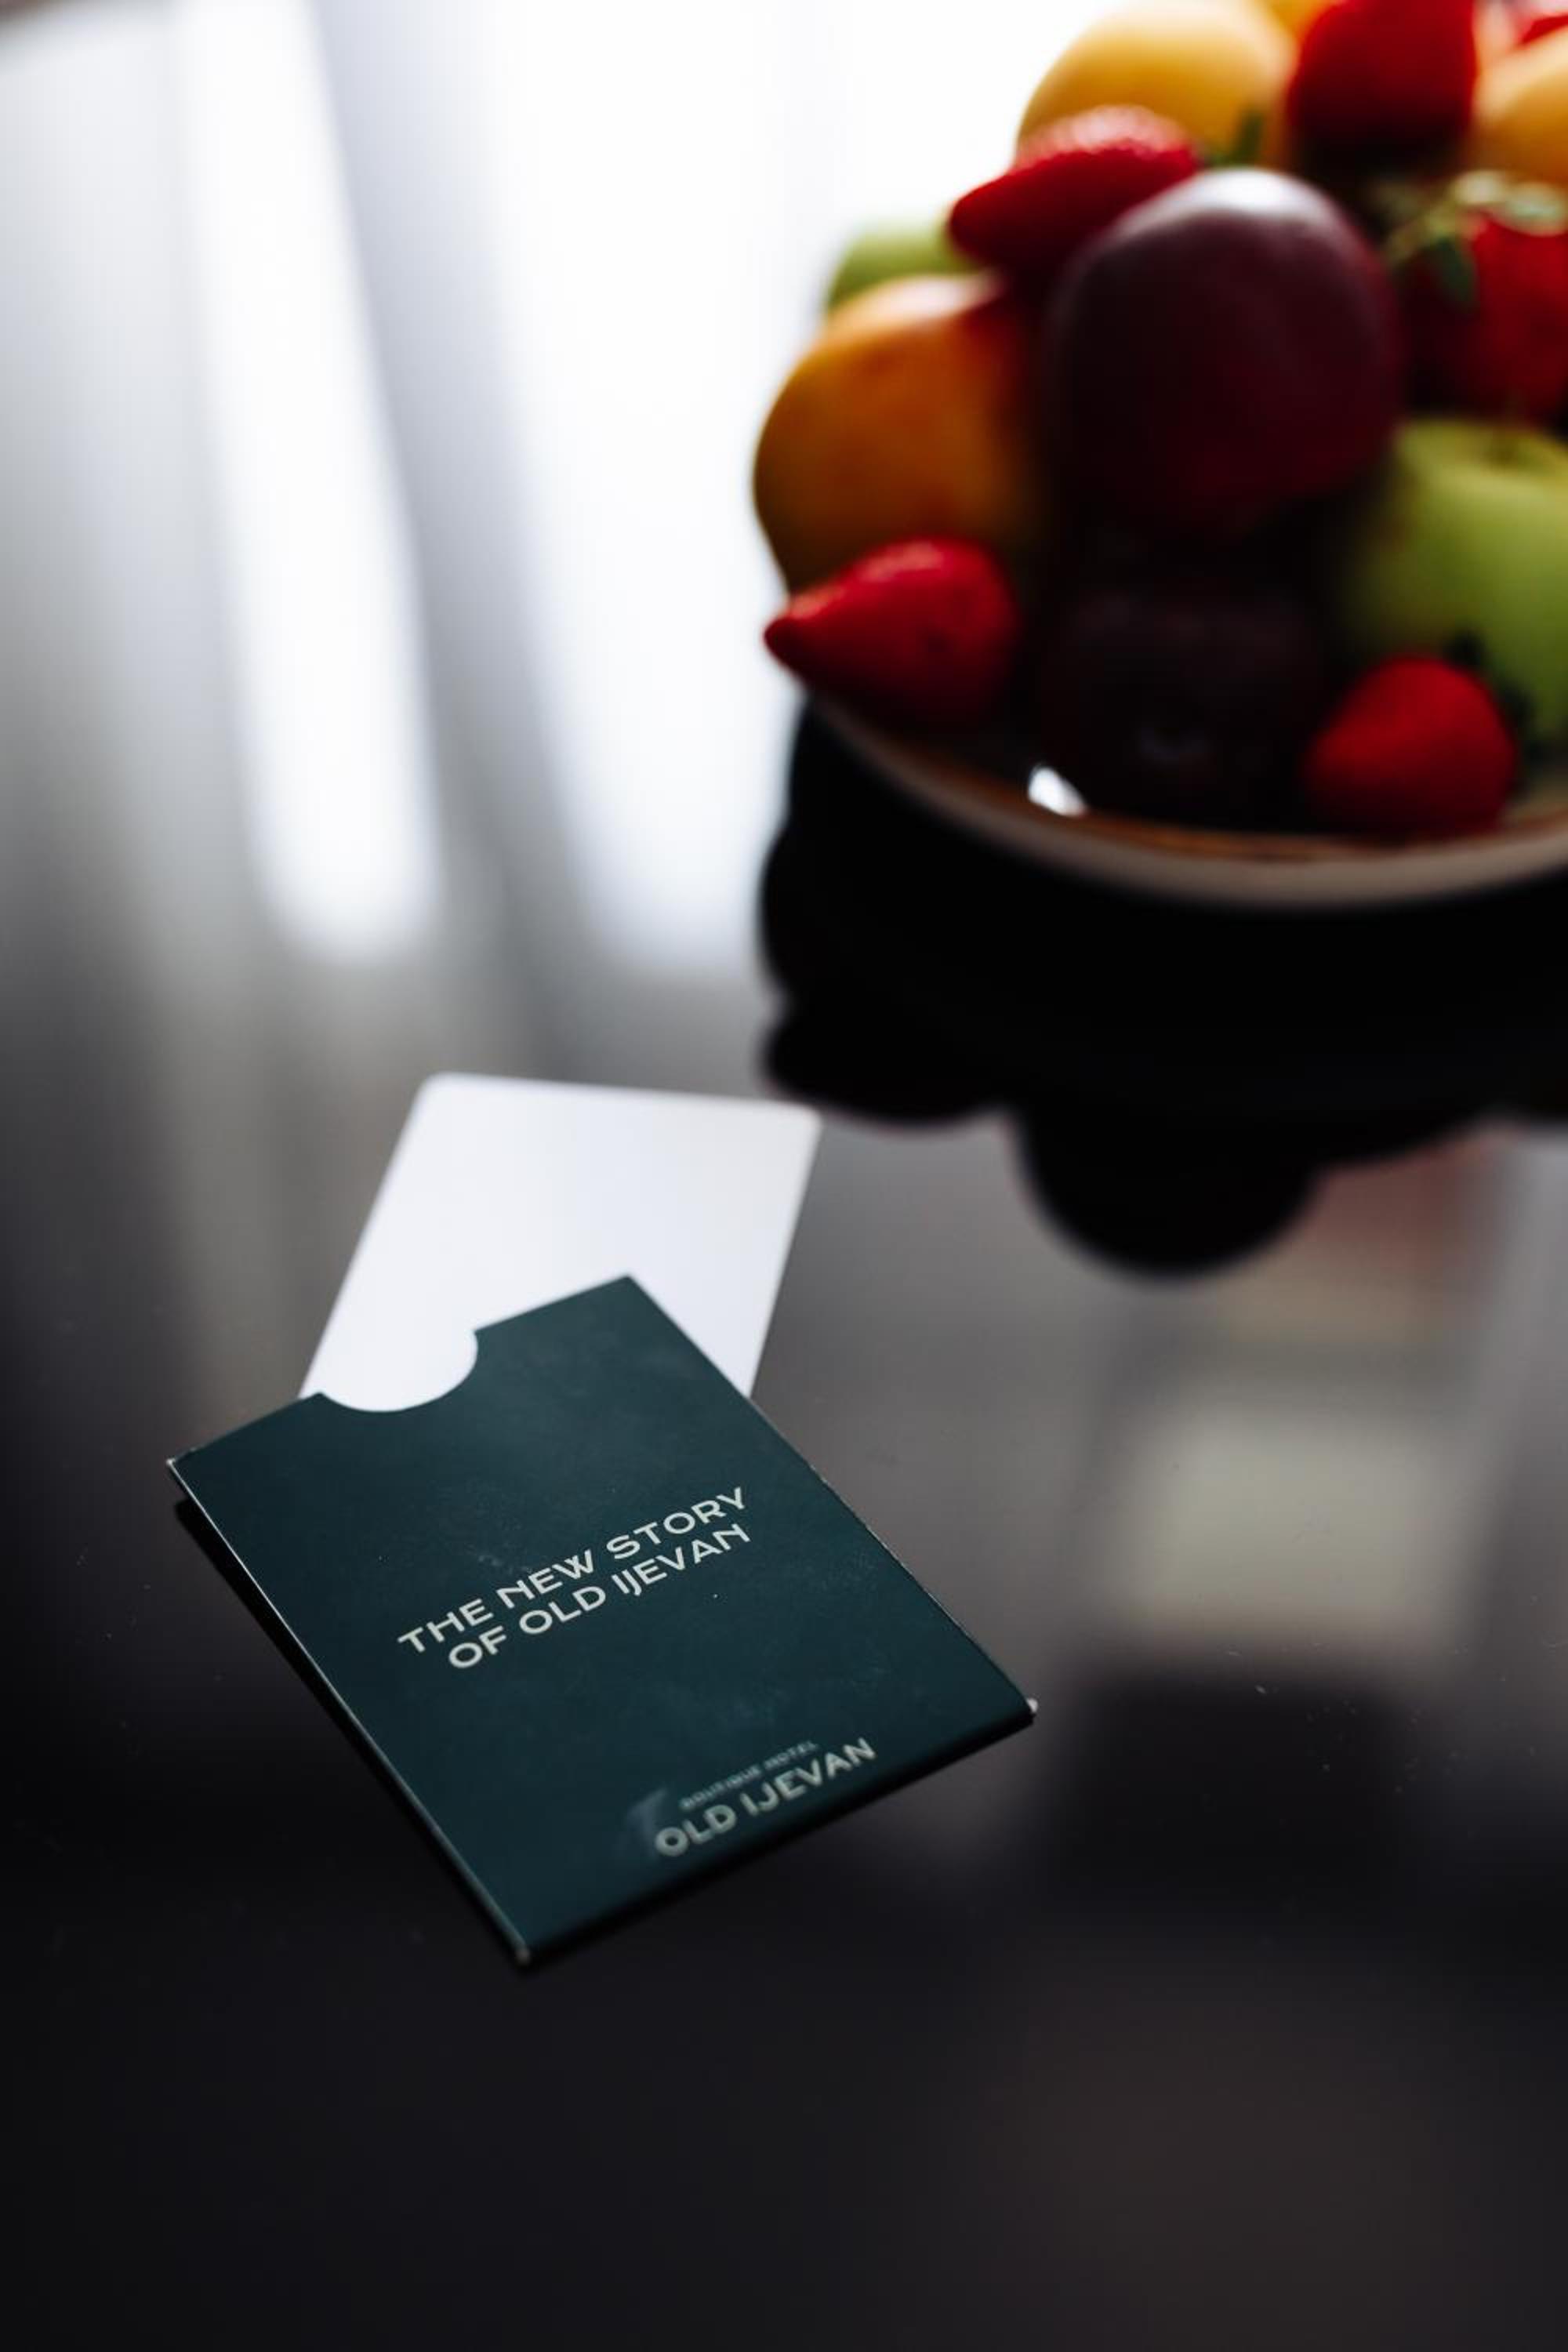 THE NEW STORY
OF OLD IJEVAN
BOUTIQUE HOTEL
OLD IJEVAN